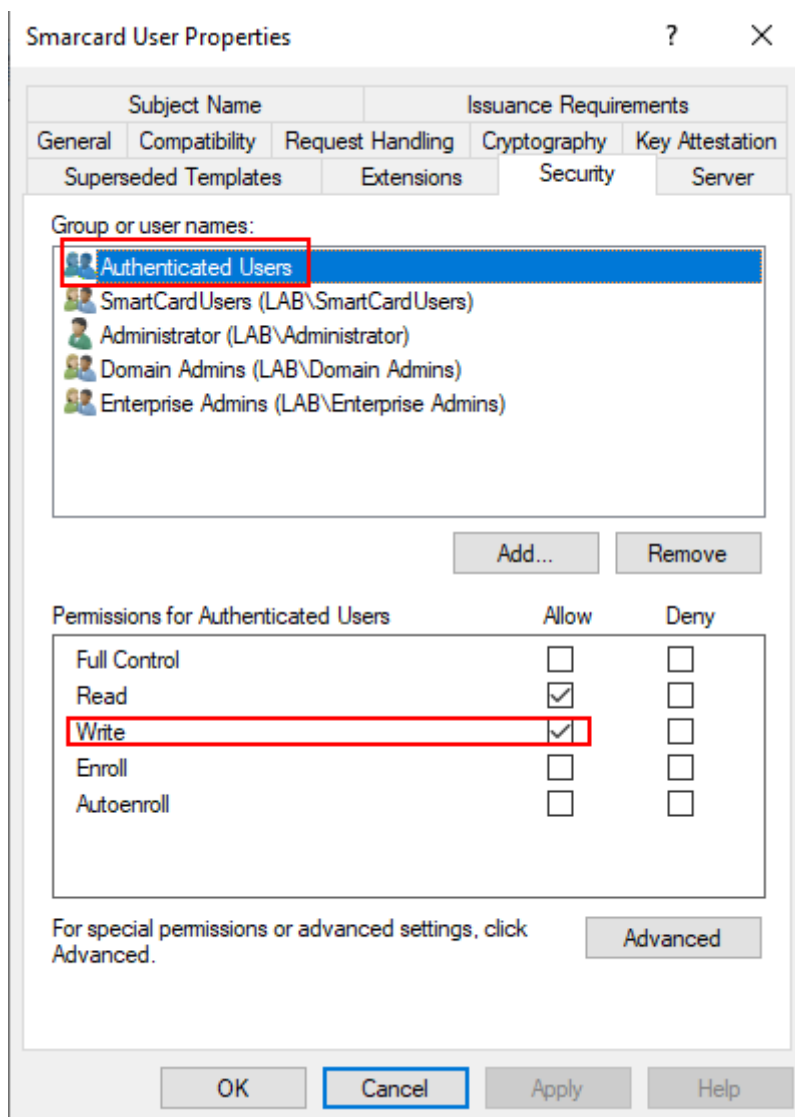 Smarcard User Properties ? ×
Subject Name Issuance Requirements
General Compatibility Request Handling Cryptography Key Attestation
Superseded Templates Extensions Security Server
Group or user names:
Authenticated Users
SmartCardUsers (LAB\SmartCardUsers)
Administrator (LAB\Administrator)
Domain Admins (LAB\Domain Admins)
Enterprise Admins (LAB\Enterprise Admins)
Add... Remove
Permissions for Authenticated Users Allow Deny
Full Control
Read
Write
Enroll
Autoenroll
For special permissions or advanced settings, click
Advanced.
Advanced
OK Cancel Apply Help